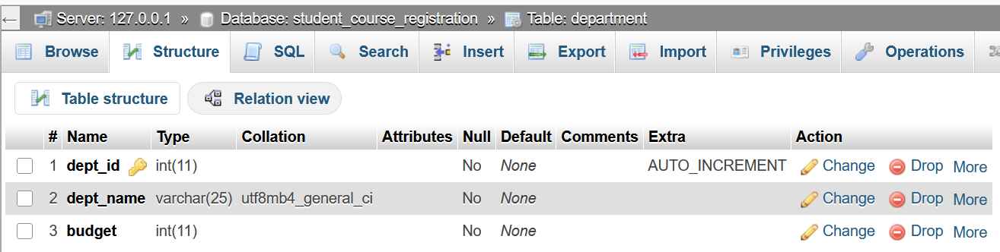 ← Server: 127.0.0.1 » Database: student_course_registration » Table: department
Browse Structure SQL Search Insert Export Import Privileges Operations
Table structure Relation view
# Name Type Collation Attributes Null Default Comments Extra Action
1 dept_id int(11) No None AUTO_INCREMENT Change Drop More
2 dept_name varchar(25) utf8mb4_general_ci No None Change Drop More
3 budget int(11) No None Change Drop More